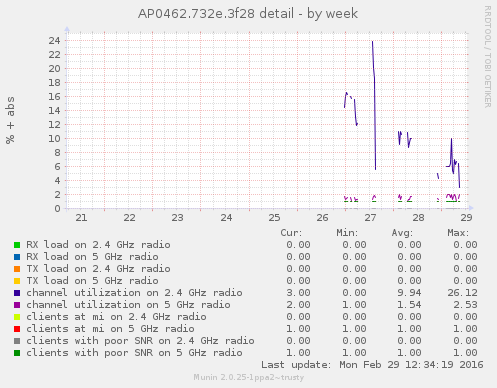 AP0462.732e.3f28 detail - by week
RRDTOOL / TOBI OETIKER
% + abs
24
22
20
18
16
14
12
10
8
6
4
2
0
21 22 23 24 25 26 27 28 29
Cur: Min: Avg: Max:
RX load on 2.4 GHz radio 0.00 0.00 0.00 0.00
RX load on 5 GHz radio 0.00 0.00 0.00 0.00
TX load on 2.4 GHz radio 0.00 0.00 0.00 0.00
TX load on 5 GHz radio 0.00 0.00 0.00 0.00
channel utilization on 2.4 GHz radio 3.00 0.00 9.94 26.12
channel utilization on 5 GHz radio 2.00 1.00 1.54 2.53
clients at mi on 2.4 GHz radio 0.00 0.00 0.00 0.00
clients at mi on 5 GHz radio 1.00 1.00 1.00 1.00
clients with poor SNR on 2.4 GHz radio 0.00 0.00 0.00 0.00
clients with poor SNR on 5 GHz radio 1.00 1.00 1.00 1.00
Last update: Mon Feb 29 12:34:19 2016
Munin 2.0.25-1ppa2~trusty